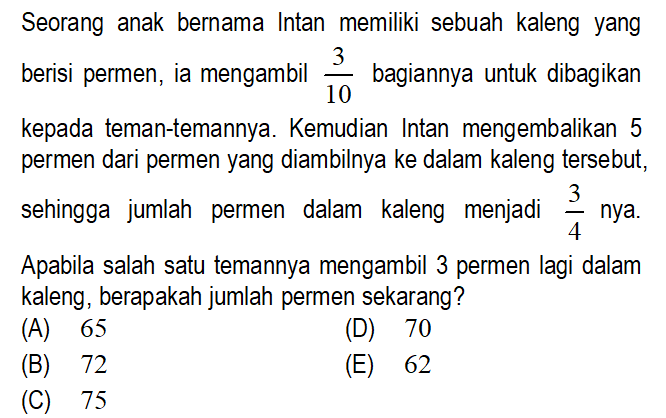 Seorang anak bernama Intan memiliki sebuah kaleng yang
berisi permen, ia mengambil 3/10 bagiannya untuk dibagikan
kepada teman-temannya. Kemudian Intan mengembalikan 5
permen dari permen yang diambilnya ke dalam kaleng tersebut,
sehingga jumlah permen dalam kaleng menjadi 3/4 nya.
Apabila salah satu temannya mengambil 3 permen lagi dalam
kaleng, berapakah jumlah permen sekarang?
(A) 65 (D) 70
(B) 72 (E) 62
(C) 75